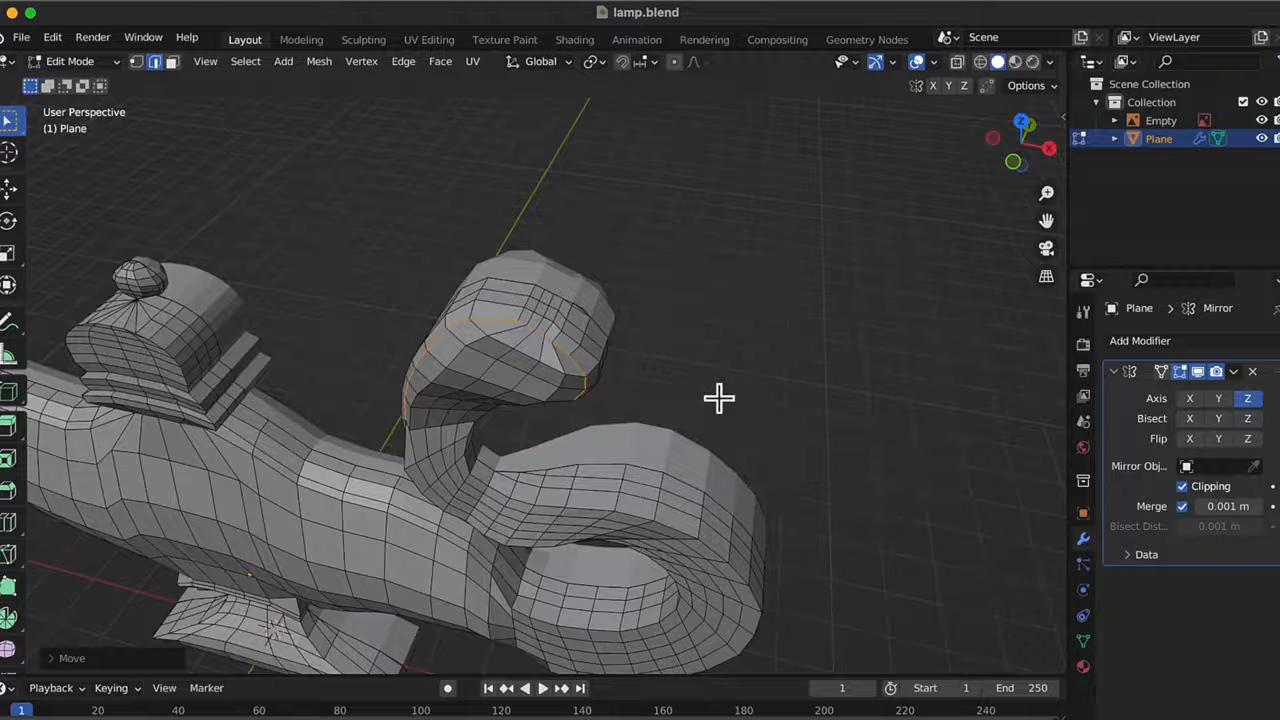 lamp.blend
File Edit Render Window Help Layout Modeling Sculpting UV Editing Texture Paint Shading Animation Rendering Compositing Geometry Nodes Scene ViewLayer
Edit Mode View Select Add Mesh Vertex Edge Face UV Global
X Y Z Options
User Perspective
(1) Plane
Z
Y
X
Scene Collection
Collection
Empty
Plane
Plane > Mirror
Add Modifier
Axis X Y Z
Bisect X Y Z
Flip X Y Z
Mirror Obj...
Clipping
Merge 0.001 m
Bisect Dist... 0.001 m
Data
Move
Playback Keying View Marker 1 Start 1 End 250
1 20 40 60 80 100 120 140 160 180 200 220 240